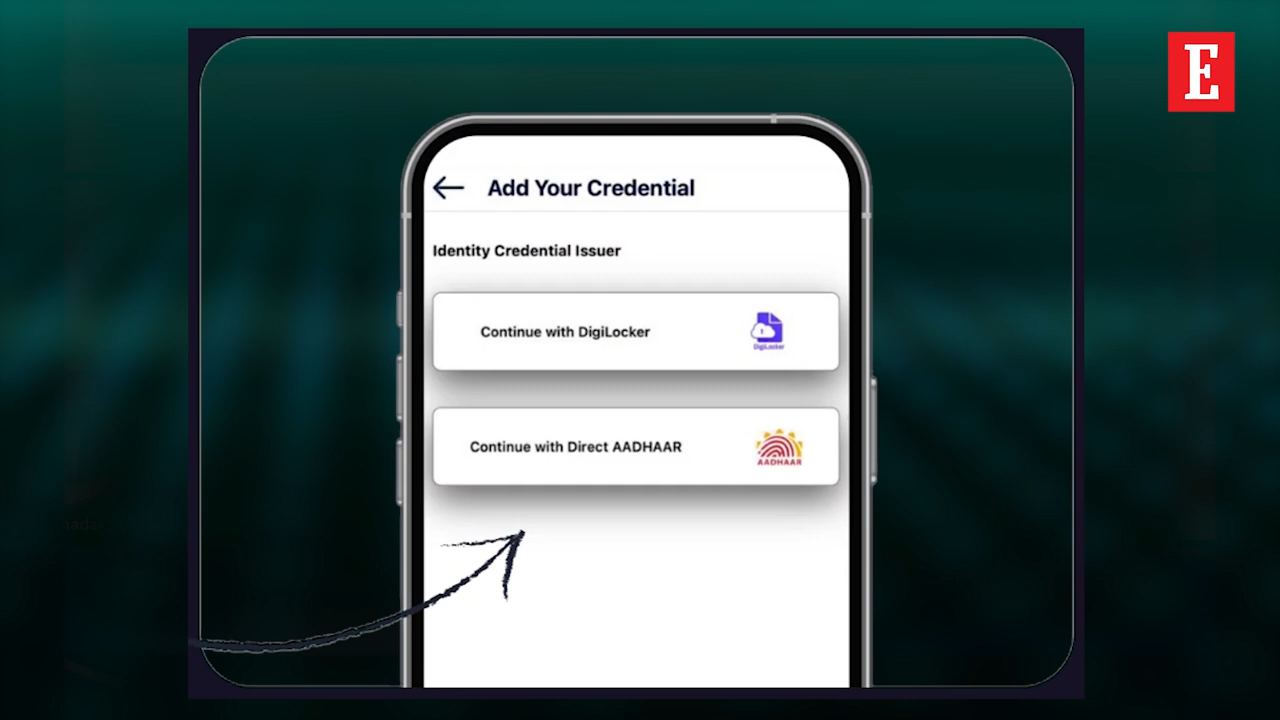 E
Add Your Credential
Identity Credential Issuer
Continue with DigiLocker
DigiLocker
Continue with Direct AADHAAR
AADHAAR